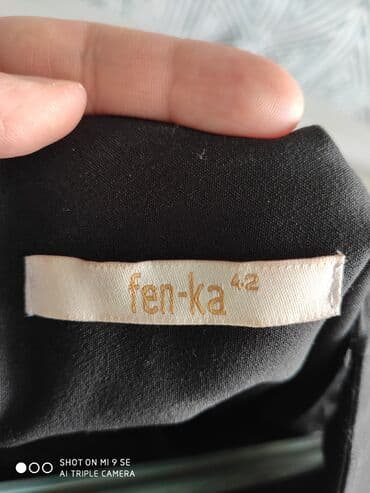 fen-ka 42
SHOT ON MI 9 SE
AI TRIPLE CAMERA